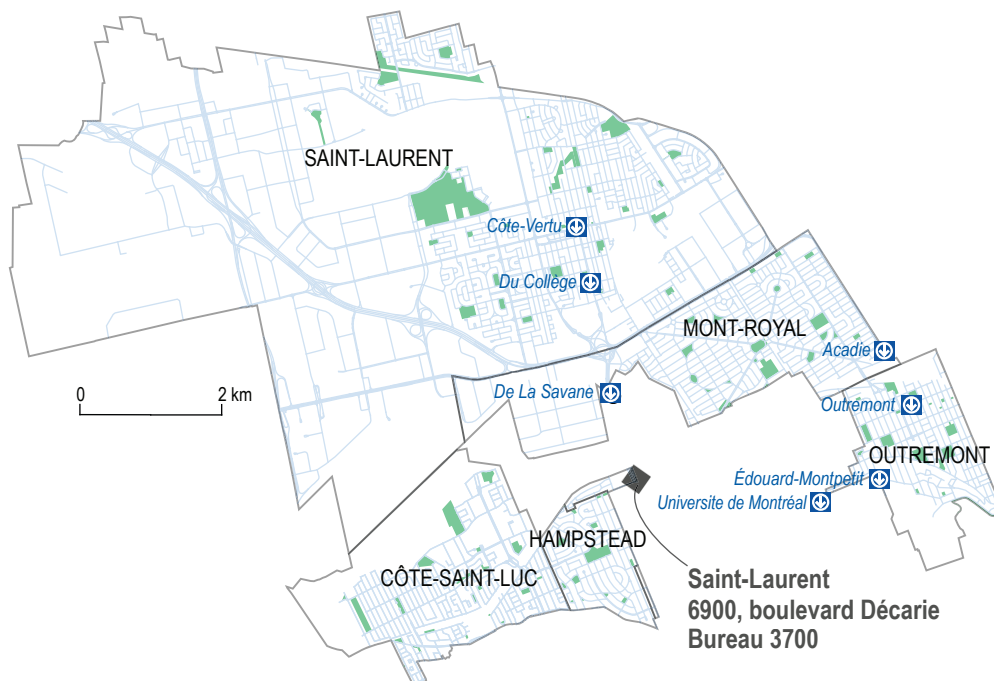 SAINT-LAURENT
Côte-Vertu
Du Collège
MONT-ROYAL
Acadie
0 2 km
De La Savane
Outremont
OUTREMONT
Édouard-Montpetit
Universite de Montréal
HAMPSTEAD
CÔTE-SAINT-LUC
Saint-Laurent
6900, boulevard Décarie
Bureau 3700